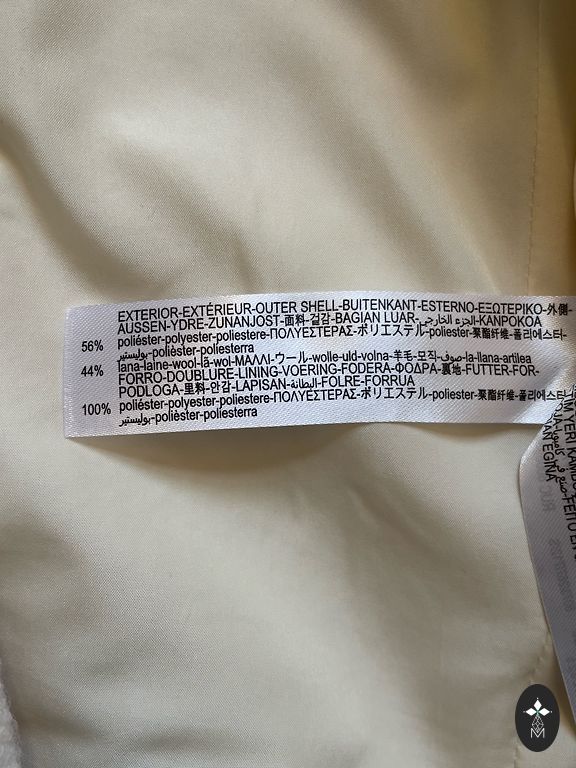 EXTERIOR-EXTÉRIEUR-OUTER SHELL-BUITENKANT-ESTERNO-ΕΞΩΤΕΡΙΚΟ-外側-
AUSSEN-YDRE-ZUNANJOST-面料-겉감-BAGIAN LUAR-الجزء الخارجي-KANPOKOA
56% poliéster-polyester-poliestere-ΠΟΛΥΕΣΤΕΡΑΣ-ポリエステル-poliester-聚酯纤维-폴리에스터-
بوليستير-polièster-poliesterra
44% lana-laine-wool-lã-wol-ΜΑΛΛΙ-ウール-wolle-uld-volna-羊毛-모직-صوف-la-llana-artilea
FORRO-DOUBLURE-LINING-VOERING-FODERA-ΦΟΔΡΑ-裏地-FUTTER-FOR-
PODLOGA-里料-안감-LAPISAN-البطانة-FOLRE-FORRUA
100% poliéster-polyester-poliestere-ΠΟΛΥΕΣΤΕΡΑΣ-ポリエステル-poliester-聚酯纤维-폴리에스터-
بوليستير-polièster-poliesterra
M